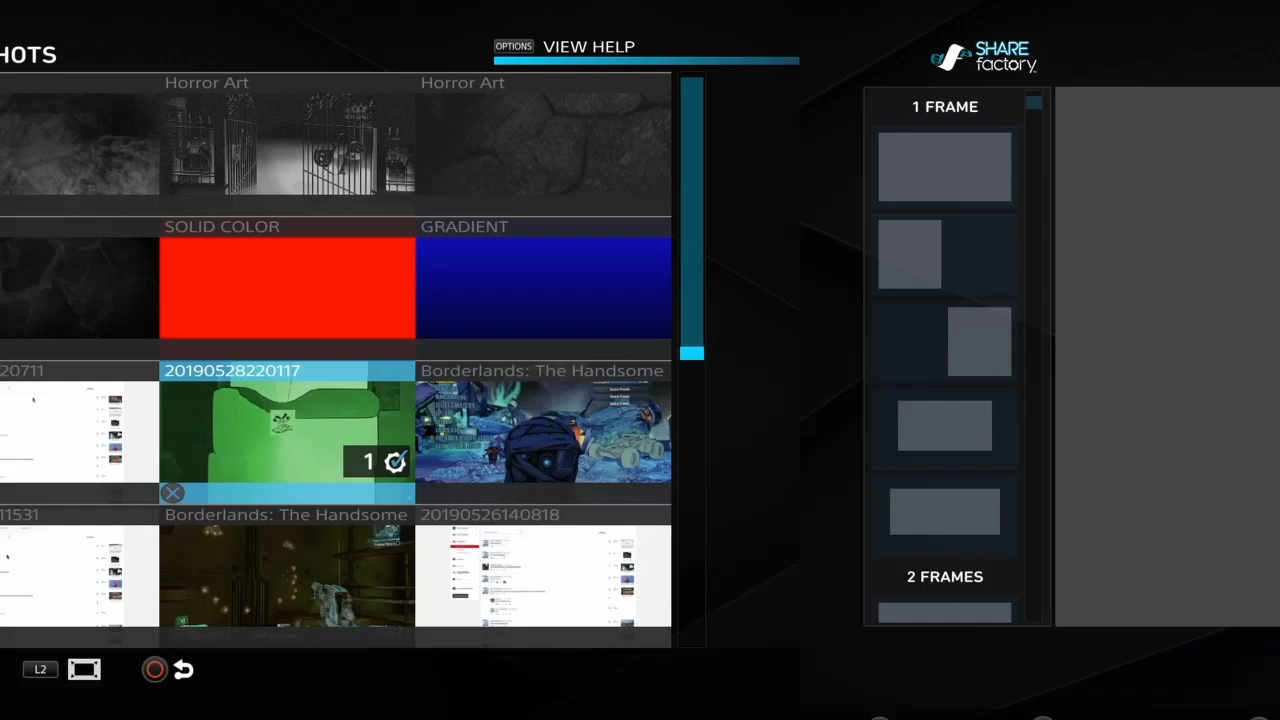 HOTS
OPTIONS VIEW HELP
SHARE
factory
1 FRAME
Horror Art
Horror Art
SOLID COLOR
GRADIENT
20711
20190528220117
Borderlands: The Handsome
1
11531
Borderlands: The Handsome
20190526140818
2 FRAMES
L2